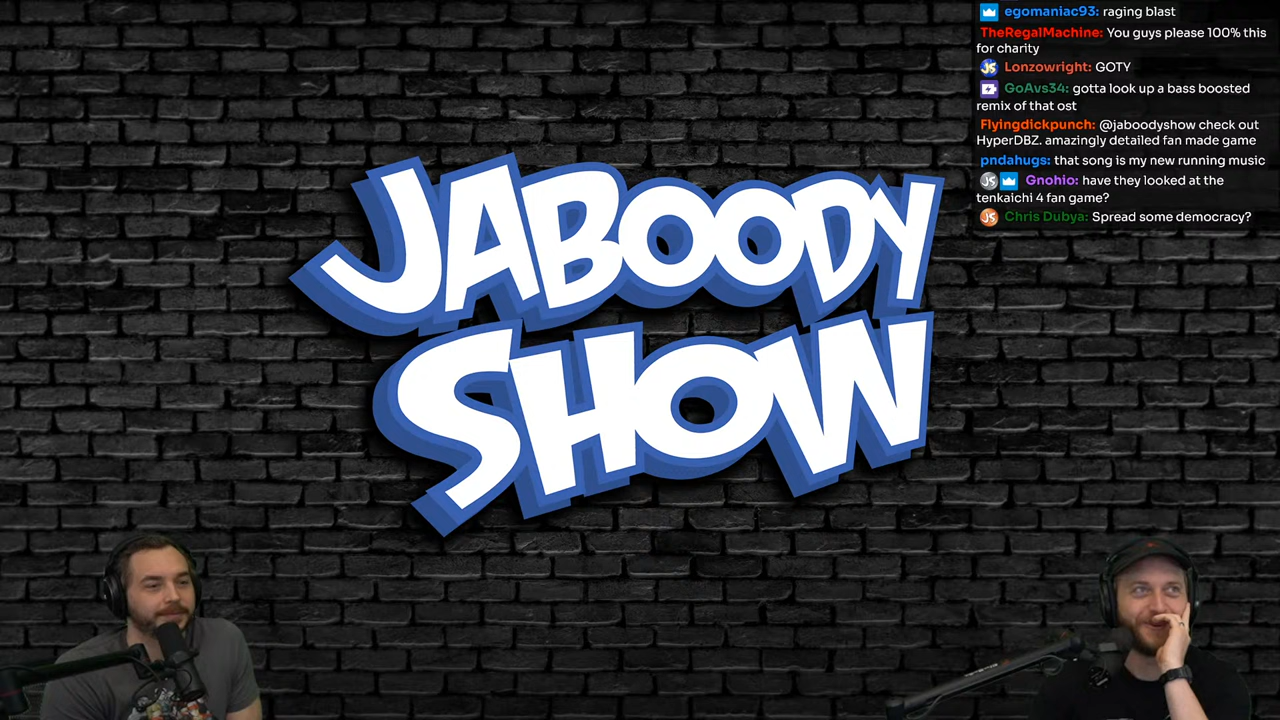 egomaniac93: raging blast
TheRegalMachine: You guys please 100% this
for charity
JS Lonzowright: GOTY
GoAvs34: gotta look up a bass boosted
remix of that ost
Flyingdickpunch: @jaboodyshow check out
HyperDBZ. amazingly detailed fan made game
pndahugs: that song is my new running music
JS Gnohio: have they looked at the
tenkaichi 4 fan game?
JS Chris Dubya: Spread some democracy?
JABOODY
SHOW